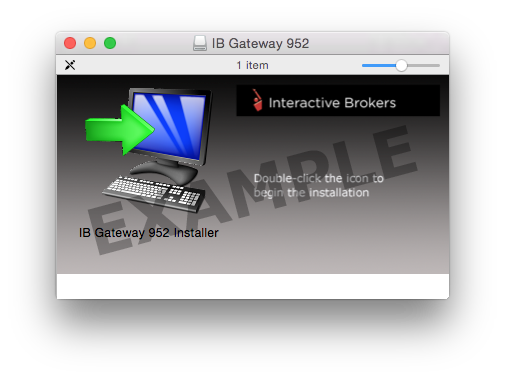 IB Gateway 952
1 item
Interactive Brokers
Double-click the icon to
begin the installation
EXAMPLE
IB Gateway 952 Installer